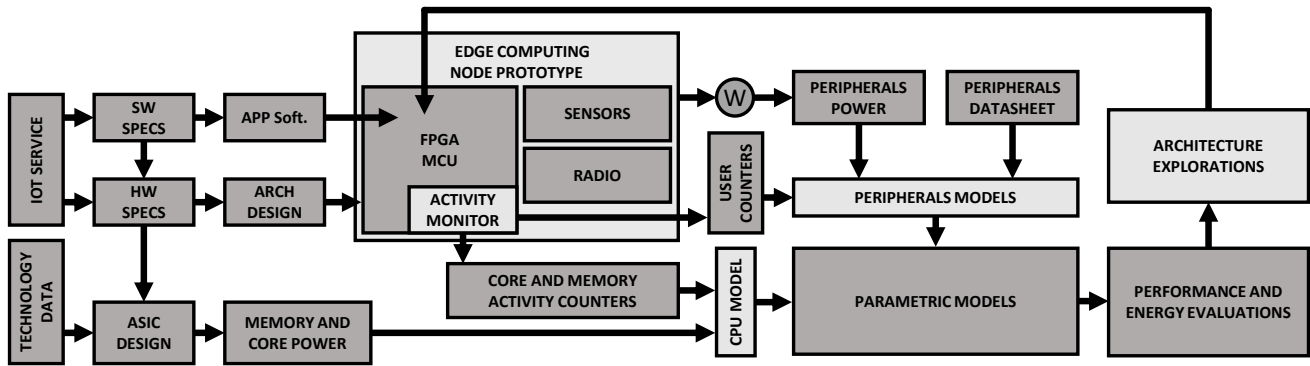 IOT SERVICE
SW
SPECS
APP Soft.
HW
SPECS
ARCH
DESIGN
TECHNOLOGY
DATA
ASIC
DESIGN
MEMORY AND
CORE POWER
EDGE COMPUTING
NODE PROTOTYPE
FPGA
MCU
SENSORS
RADIO
ACTIVITY
MONITOR
CORE AND MEMORY
ACTIVITY COUNTERS
W
USER
COUNTERS
CPU MODEL
PERIPHERALS
POWER
PERIPHERALS
DATASHEET
PERIPHERALS MODELS
PARAMETRIC MODELS
ARCHITECTURE
EXPLORATIONS
PERFORMANCE AND
ENERGY EVALUATIONS